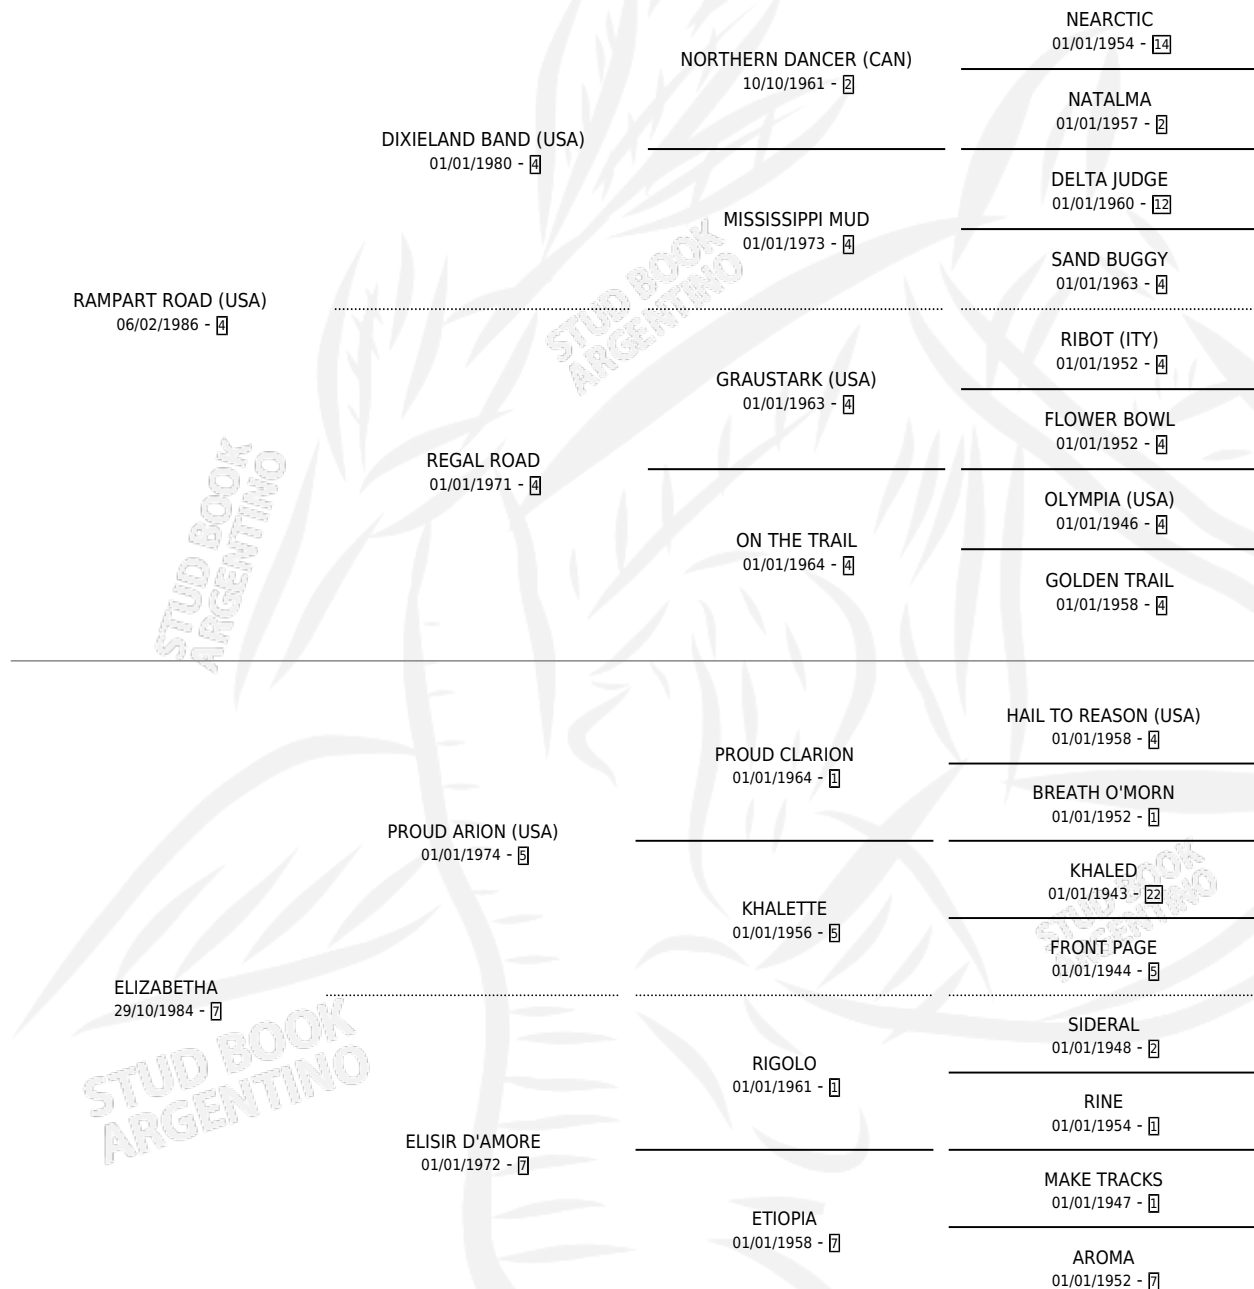 NEARCTIC
01/01/1954 - 14
NORTHERN DANCER (CAN)
10/10/1961 - 2
NATALMA
01/01/1957 - 2
DIXIELAND BAND (USA)
01/01/1980 - 4
DELTA JUDGE
01/01/1960 - 12
MISSISSIPPI MUD
01/01/1973 - 4
SAND BUGGY
01/01/1963 - 4
RAMPART ROAD (USA)
06/02/1986 - 4
STUD BOOK
ARGENTINO
RIBOT (ITY)
01/01/1952 - 4
GRAUSTARK (USA)
01/01/1963 - 4
FLOWER BOWL
01/01/1952 - 4
REGAL ROAD
01/01/1971 - 4
OLYMPIA (USA)
01/01/1946 - 4
ON THE TRAIL
01/01/1964 - 4
GOLDEN TRAIL
01/01/1958 - 4
STUD BOOK
ARGENTINO
HAIL TO REASON (USA)
01/01/1958 - 4
PROUD CLARION
01/01/1964 - 1
BREATH O'MORN
01/01/1952 - 1
PROUD ARION (USA)
01/01/1974 - 5
KHALED
01/01/1943 - 22
STUD BOOK
ARGENTINO
KHALETTE
01/01/1956 - 5
FRONT PAGE
01/01/1944 - 5
ELIZABETHA
29/10/1984 - 7
STUD BOOK
ARGENTINO
SIDERAL
01/01/1948 - 2
RIGOLO
01/01/1961 - 1
RINE
01/01/1954 - 1
ELISIR D'AMORE
01/01/1972 - 7
MAKE TRACKS
01/01/1947 - 1
ETIOPIA
01/01/1958 - 7
AROMA
01/01/1952 - 7